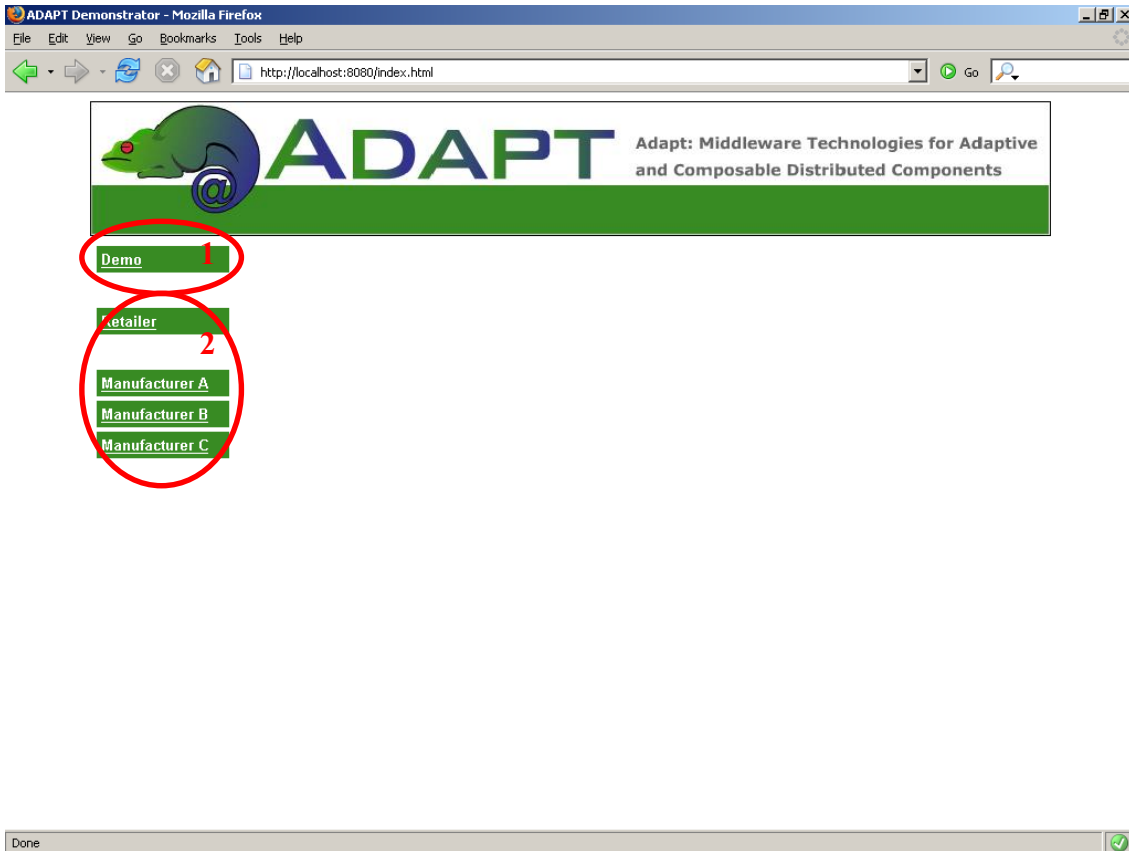 ADAPT Demonstrator - Mozilla Firefox
File Edit View Go Bookmarks Tools Help
http://localhost:8080/index.html
Go
@
ADAPT
Adapt: Middleware Technologies for Adaptive
and Composable Distributed Components
Demo
1
Retailer
2
Manufacturer A
Manufacturer B
Manufacturer C
Done